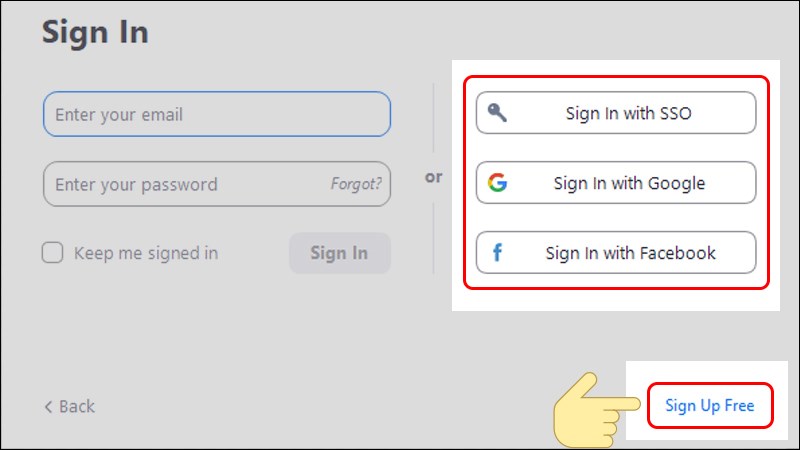 Sign In
Enter your email
Enter your password
Forgot?
Keep me signed in
Sign In
or
Sign In with SSO
Sign In with Google
Sign In with Facebook
Back
Sign Up Free